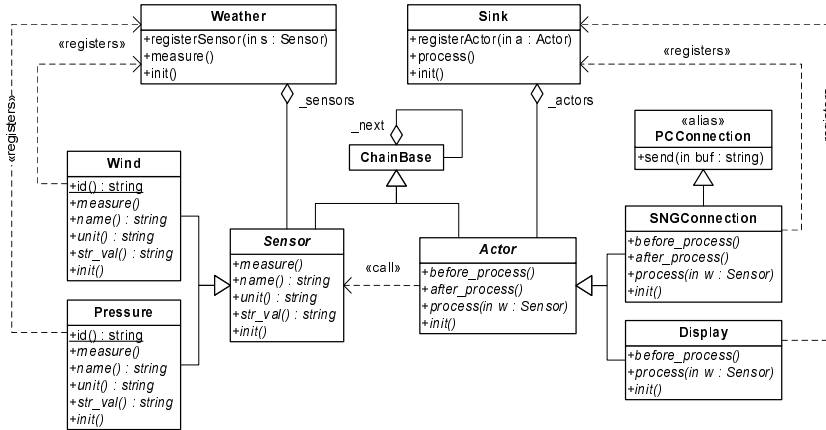 Weather
+registerSensor(in s : Sensor)
+measure()
+init()
Sink
+registerActor(in a : Actor)
+process()
+init()
«registers»
«registers»
_sensors
_actors
_next
ChainBase
«alias»
PCConnection
+send(in buf : string)
«registers»
Wind
+id() : string
+measure()
+name() : string
+unit() : string
+str_val() : string
+init()
Sensor
+measure()
+name() : string
+unit() : string
+str_val() : string
+init()
«call»
Actor
+before_process()
+after_process()
+process(in w : Sensor)
+init()
SNGConnection
+before_process()
+after_process()
+process(in w : Sensor)
+init()
Pressure
+id() : string
+measure()
+name() : string
+unit() : string
+str_val() : string
+init()
Display
+before_process()
+process(in w : Sensor)
+init()